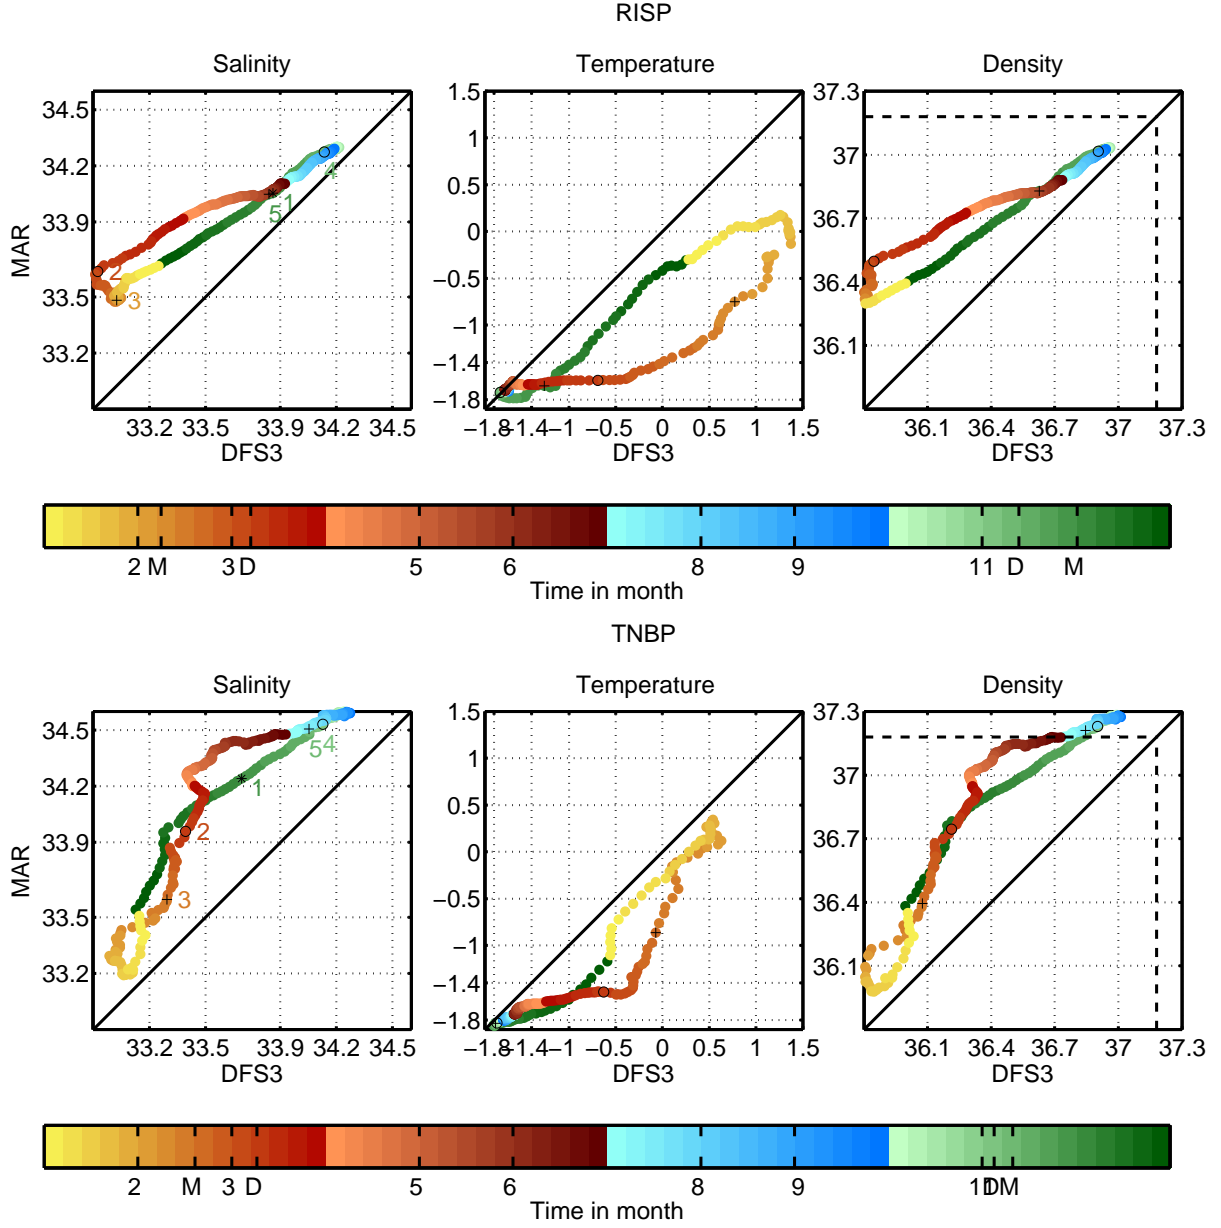 RISP
Salinity
Temperature
Density
34.5
34.2
33.9
33.5
33.2
MAR
33.2 33.5 33.9 34.2 34.5
DFS3
2
3
4
5
1
1.5
1
0.5
0
−0.5
−1
−1.4
−1.8
−1.8 −1.4 −1 −0.5 0 0.5 1 1.5
DFS3
37.3
37
36.7
36.4
36.1
36.1 36.4 36.7 37 37.3
DFS3
2 M 3 D 5 6 8 9 11 D M
Time in month
TNBP
Salinity
Temperature
Density
34.5
34.2
33.9
33.5
33.2
MAR
33.2 33.5 33.9 34.2 34.5
DFS3
54
1
2
3
1.5
1
0.5
0
−0.5
−1
−1.4
−1.8
−1.8 −1.4 −1 −0.5 0 0.5 1 1.5
DFS3
37.3
37
36.7
36.4
36.1
36.1 36.4 36.7 37 37.3
DFS3
2 M 3 D 5 6 8 9 11 D M
Time in month